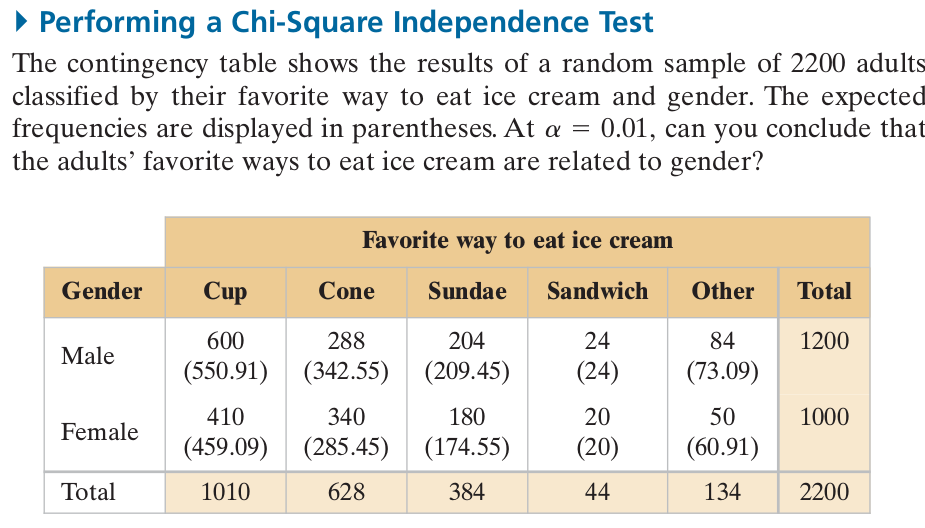 ▶ Performing a Chi-Square Independence Test
The contingency table shows the results of a random sample of 2200 adults
classified by their favorite way to eat ice cream and gender. The expected
frequencies are displayed in parentheses. At α = 0.01, can you conclude that
the adults' favorite ways to eat ice cream are related to gender?
Favorite way to eat ice cream
Gender Cup Cone Sundae Sandwich Other Total
Male 600 288 204 24 84 1200
(550.91) (342.55) (209.45) (24) (73.09)
Female 410 340 180 20 50 1000
(459.09) (285.45) (174.55) (20) (60.91)
Total 1010 628 384 44 134 2200